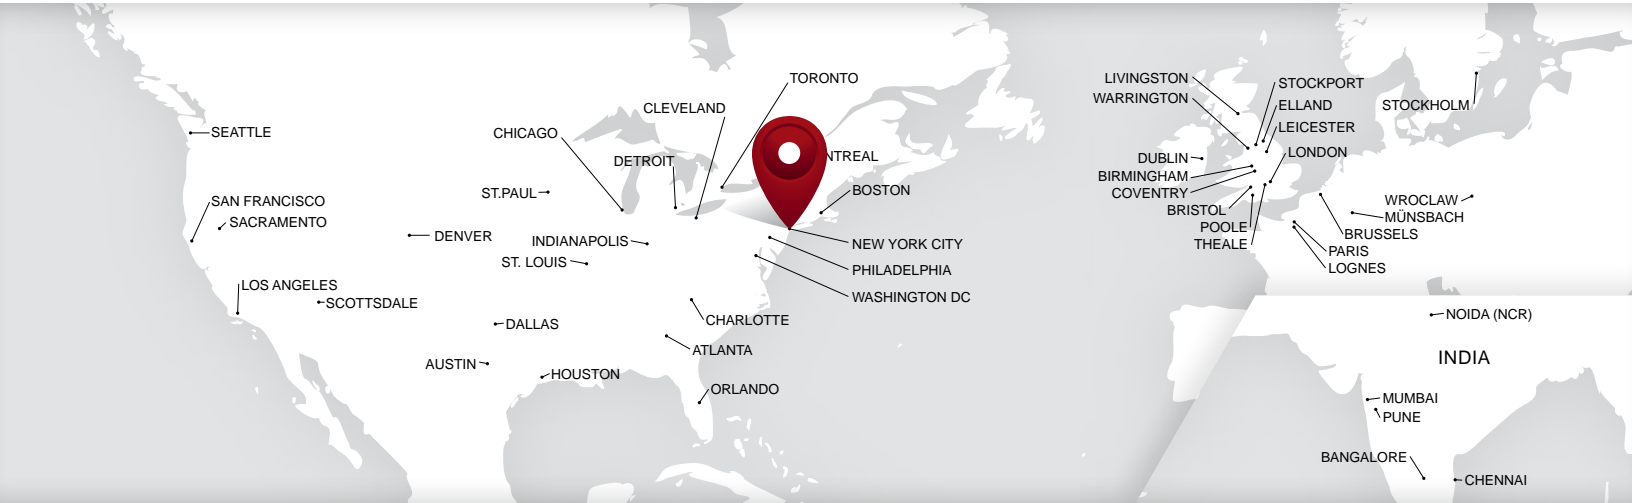 TORONTO
CLEVELAND
CHICAGO
SEATTLE
DETROIT
NTREAL
ST.PAUL
BOSTON
SAN FRANCISCO
SACRAMENTO
DENVER
INDIANAPOLIS
NEW YORK CITY
ST. LOUIS
PHILADELPHIA
LOS ANGELES
SCOTTSDALE
WASHINGTON DC
DALLAS
CHARLOTTE
ATLANTA
AUSTIN
HOUSTON
ORLANDO
LIVINGSTON
STOCKPORT
WARRINGTON
ELLAND
STOCKHOLM
LEICESTER
LONDON
DUBLIN
BIRMINGHAM
COVENTRY
WROCLAW
BRISTOL
MÜNSBACH
POOLE
BRUSSELS
THEALE
PARIS
LOGNES
NOIDA (NCR)
INDIA
MUMBAI
PUNE
BANGALORE
CHENNAI